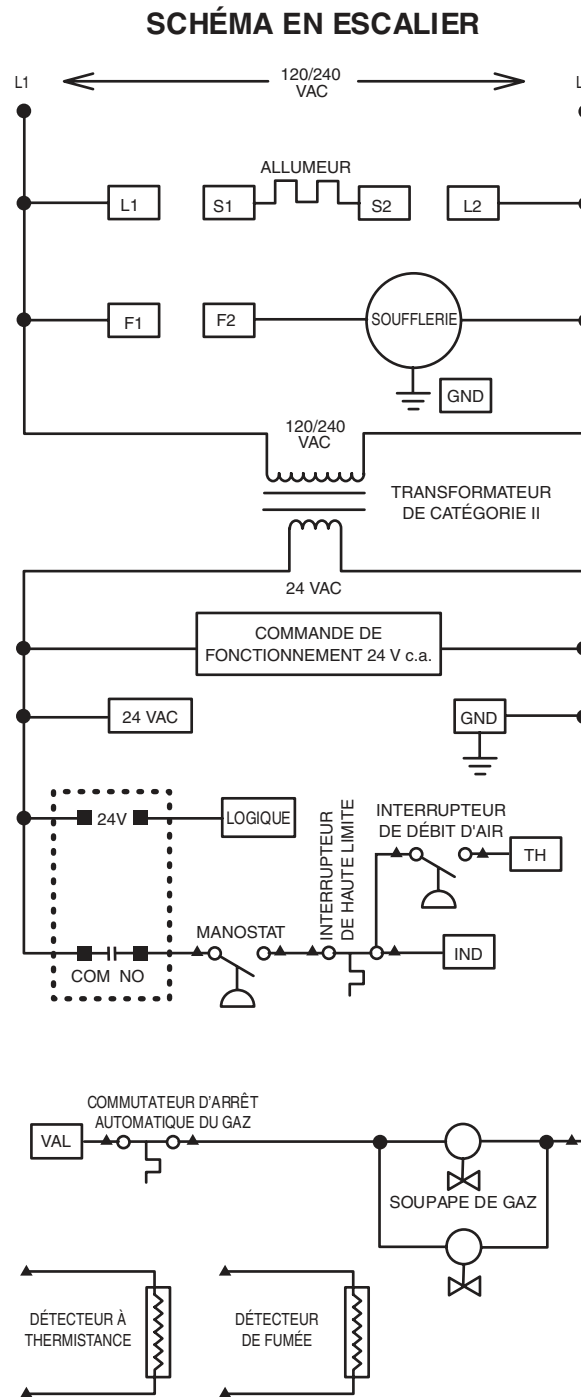 SCHÉMA EN ESCALIER
L1
120/240
VAC
L
ALLUMEUR
L1
S1
S2
L2
F1
F2
SOUFFLERIE
GND
120/240
VAC
TRANSFORMATEUR
DE CATÉGORIE II
24 VAC
COMMANDE DE
FONCTIONNEMENT 24 V c.a.
24 VAC
GND
24V
LOGIQUE
INTERRUPTEUR
DE HAUTE LIMITE
INTERRUPTEUR
DE DÉBIT D'AIR
TH
MANOSTAT
COM NO
IND
COMMUTATEUR D'ARRÊT
AUTOMATIQUE DU GAZ
VAL
SOUPAPE DE GAZ
DÉTECTEUR À
THERMISTANCE
DÉTECTEUR
DE FUMÉE